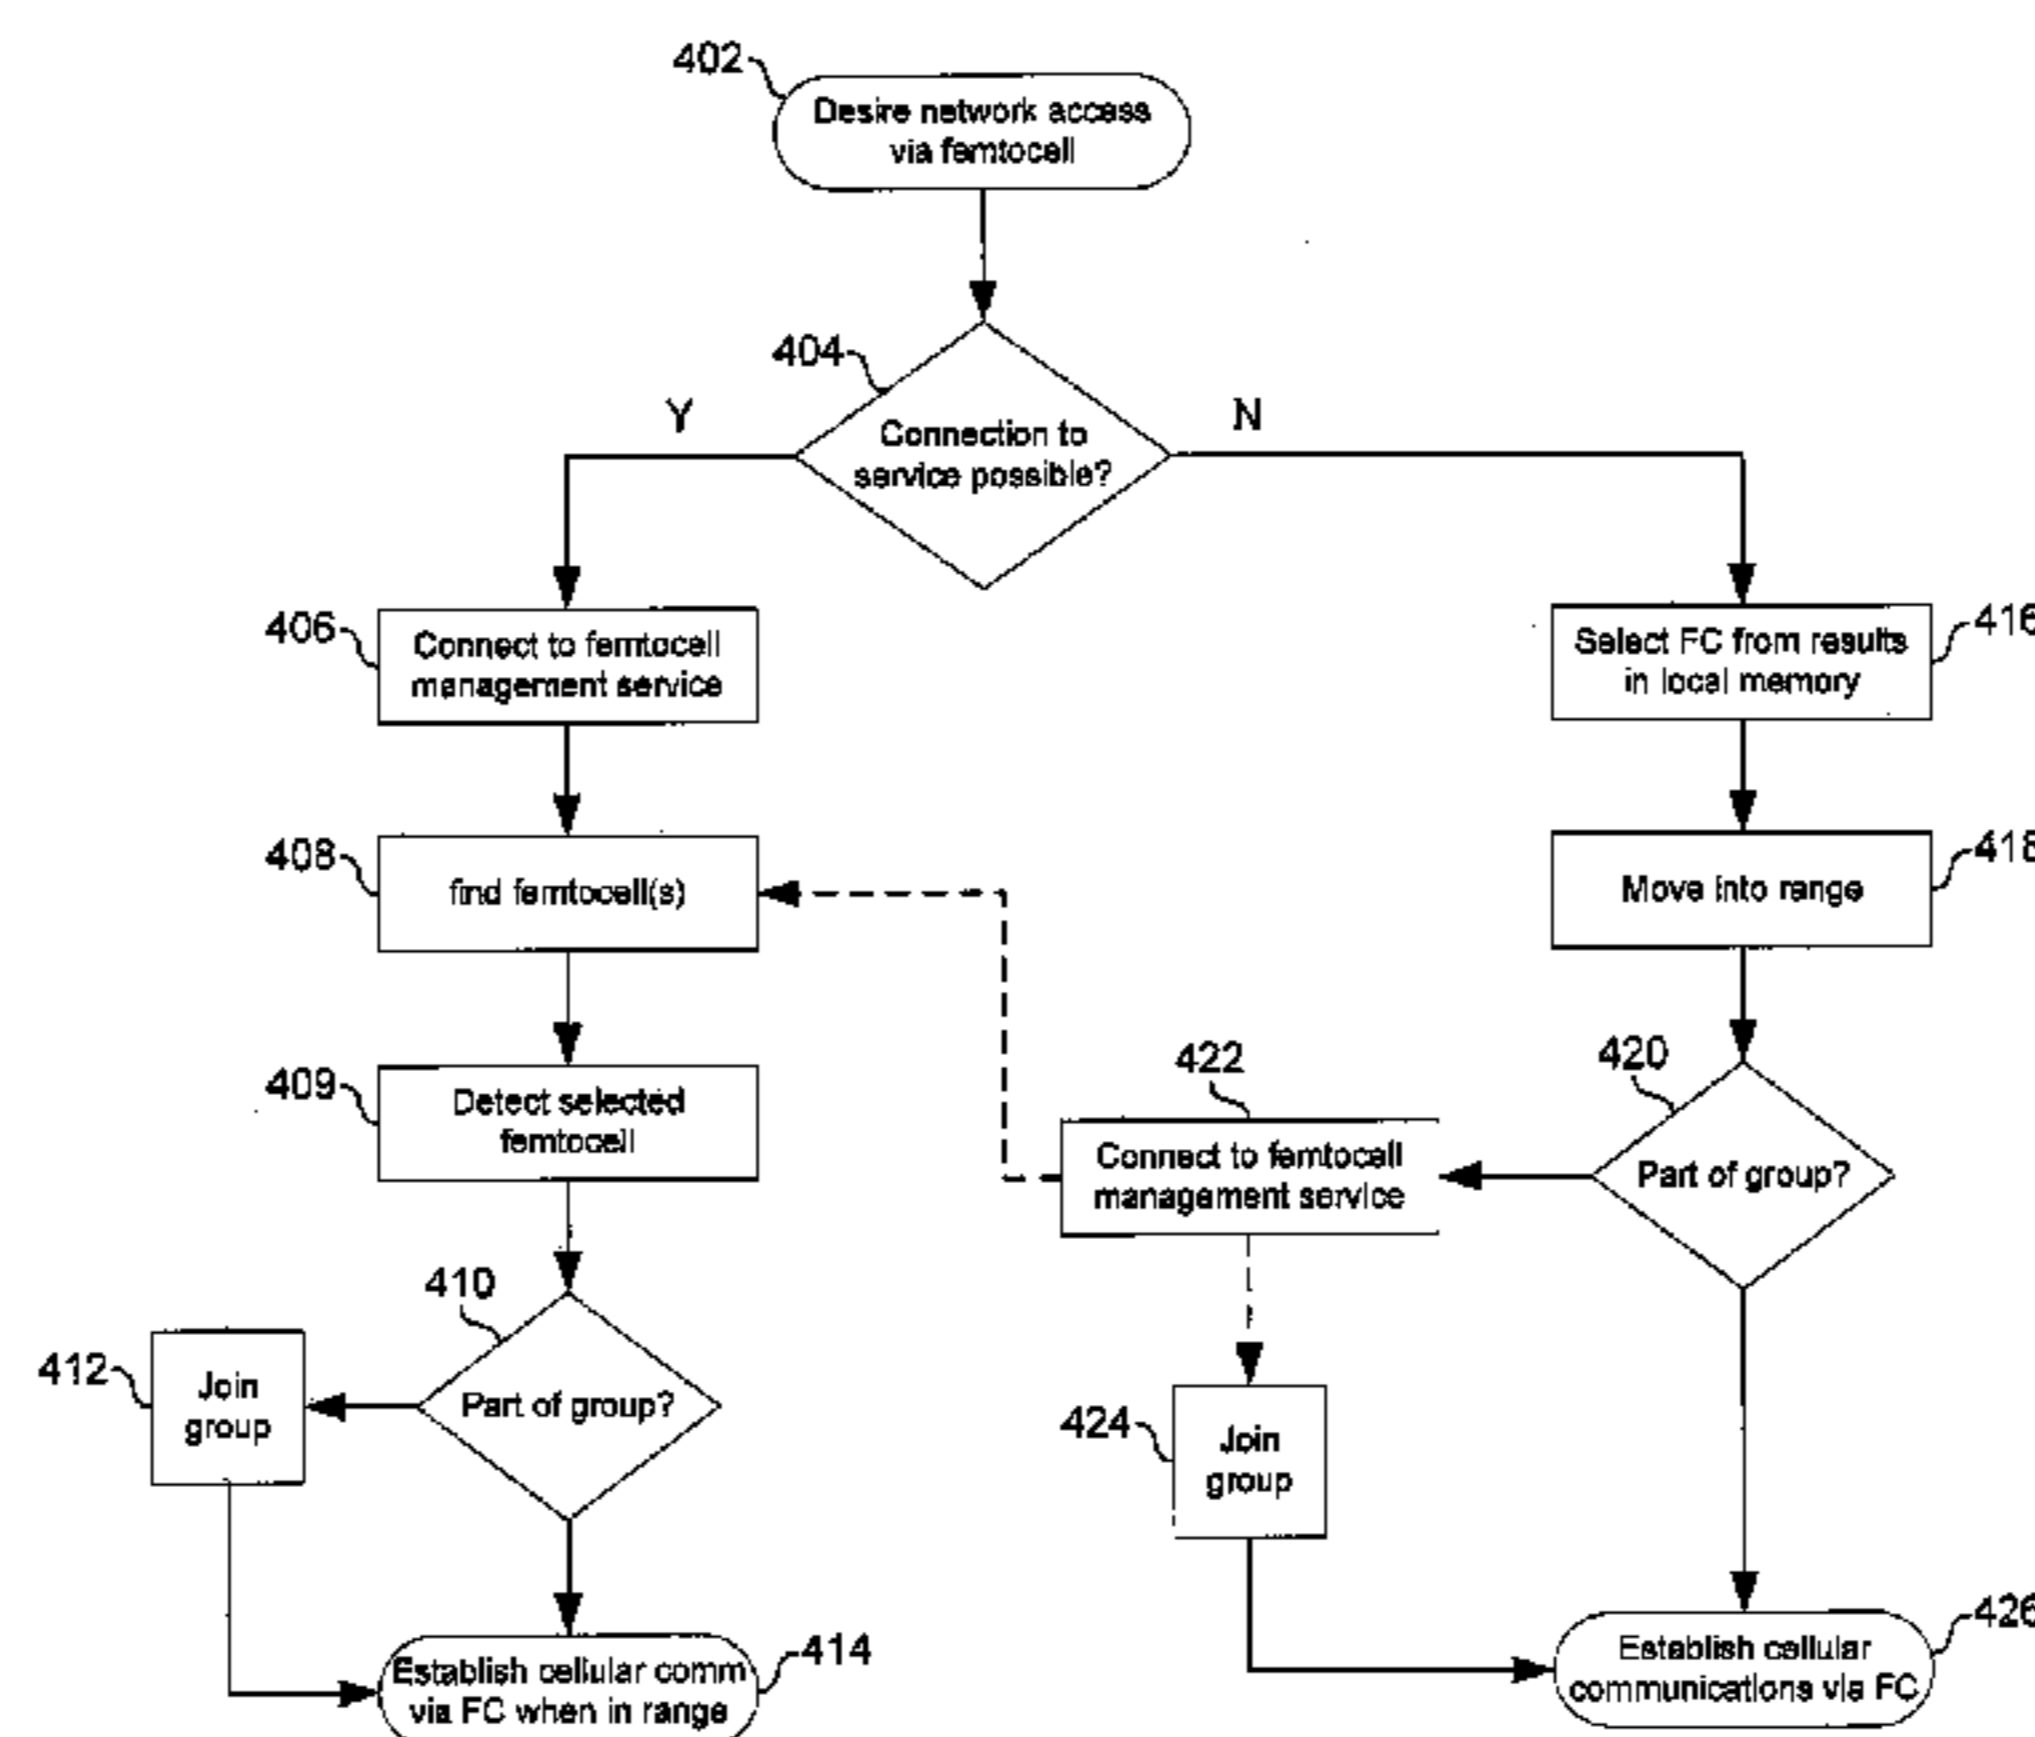 402
Desire network access
via femtocell
404
Y
N
Connection to
service possible?
406
Connect to femtocell
management service
416
Select FC from results
in local memory
408
find femtocell(s)
418
Move into range
409
Detect selected
femtocell
422
Connect to femtocell
management service
420
Part of group?
410
Part of group?
412
Join
group
424
Join
group
414
Establish cellular comm
via FC when in range
426
Establish cellular
communications via FC